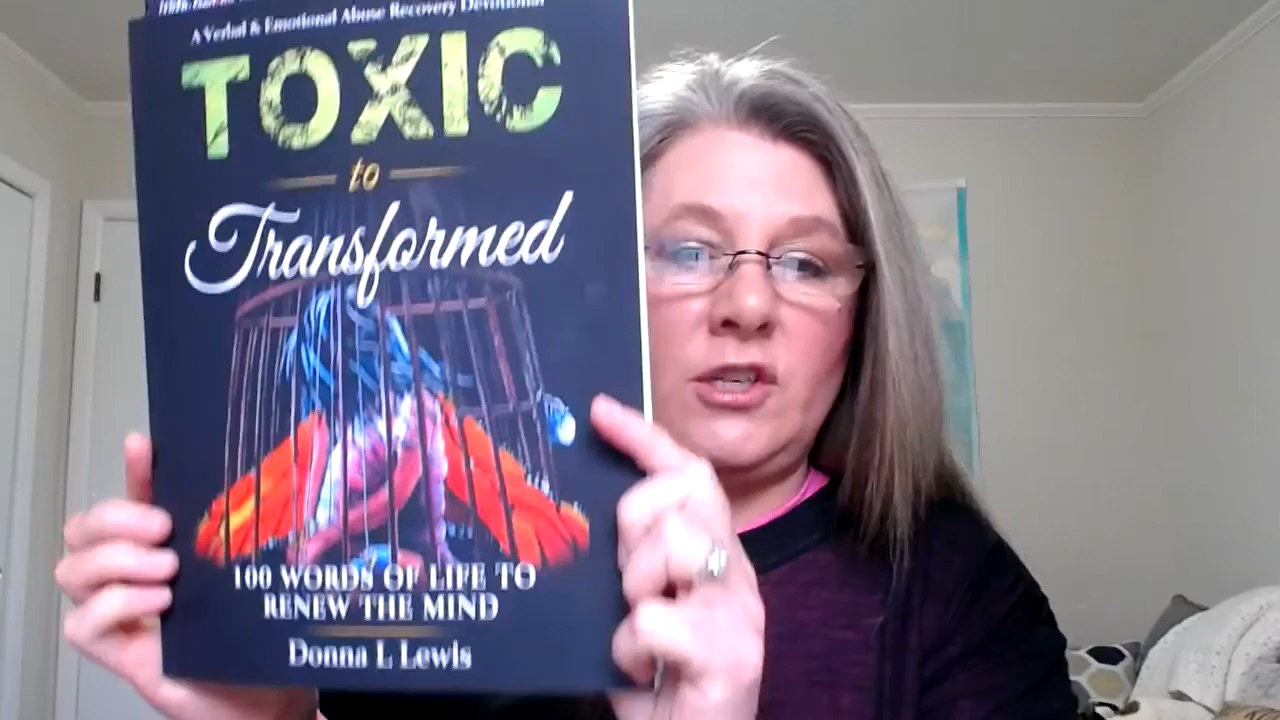 A Verbal & Emotional Abuse Recovery Devotional
TOXIC
to
Transformed
100 WORDS OF LIFE TO
RENEW THE MIND
Donna L Lewis